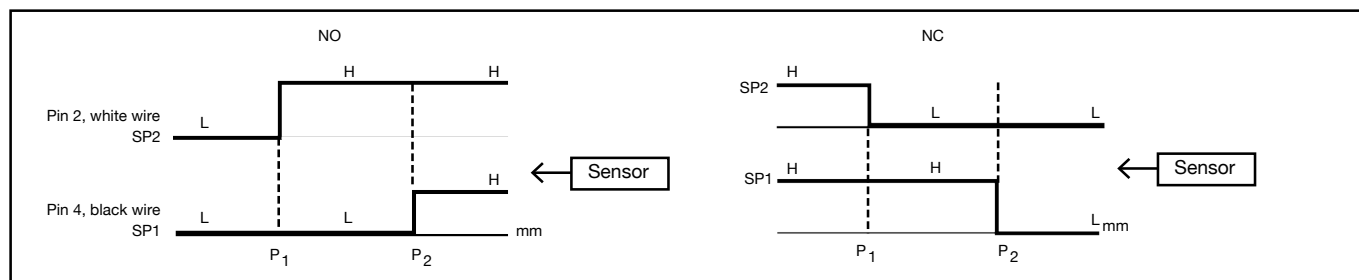 NO
H H
Pin 2, white wire L
SP2
Sensor
H
Pin 4, black wire L L
SP1 mm
P1 P2
NC
H
SP2
L L
Sensor
H H
SP1
L mm
P1 P2